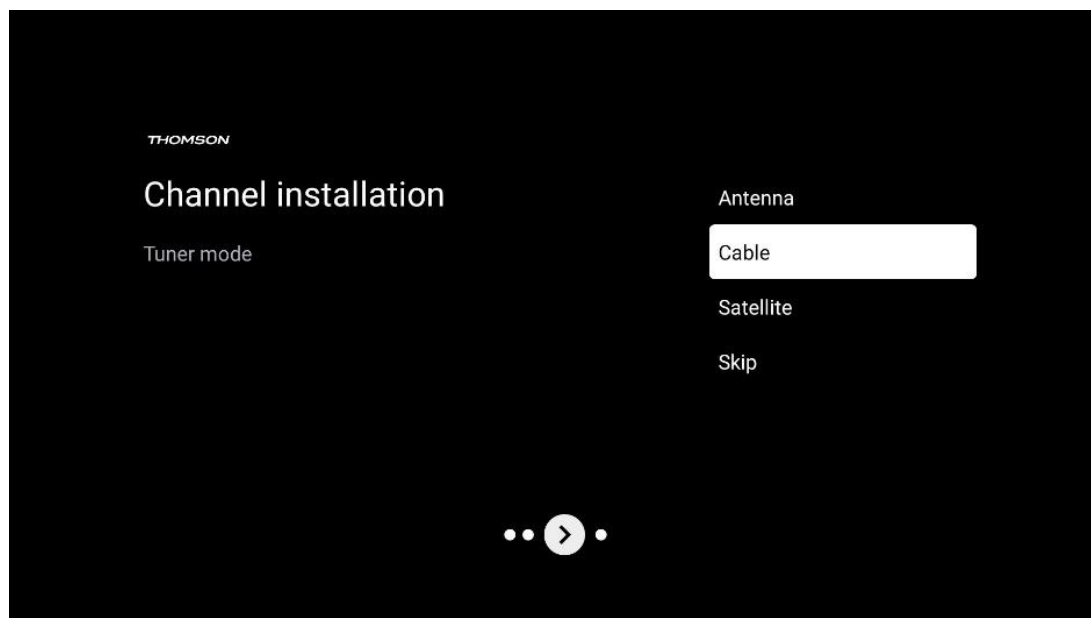 THOMSON
Channel installation
Tuner mode
Antenna
Cable
Satellite
Skip